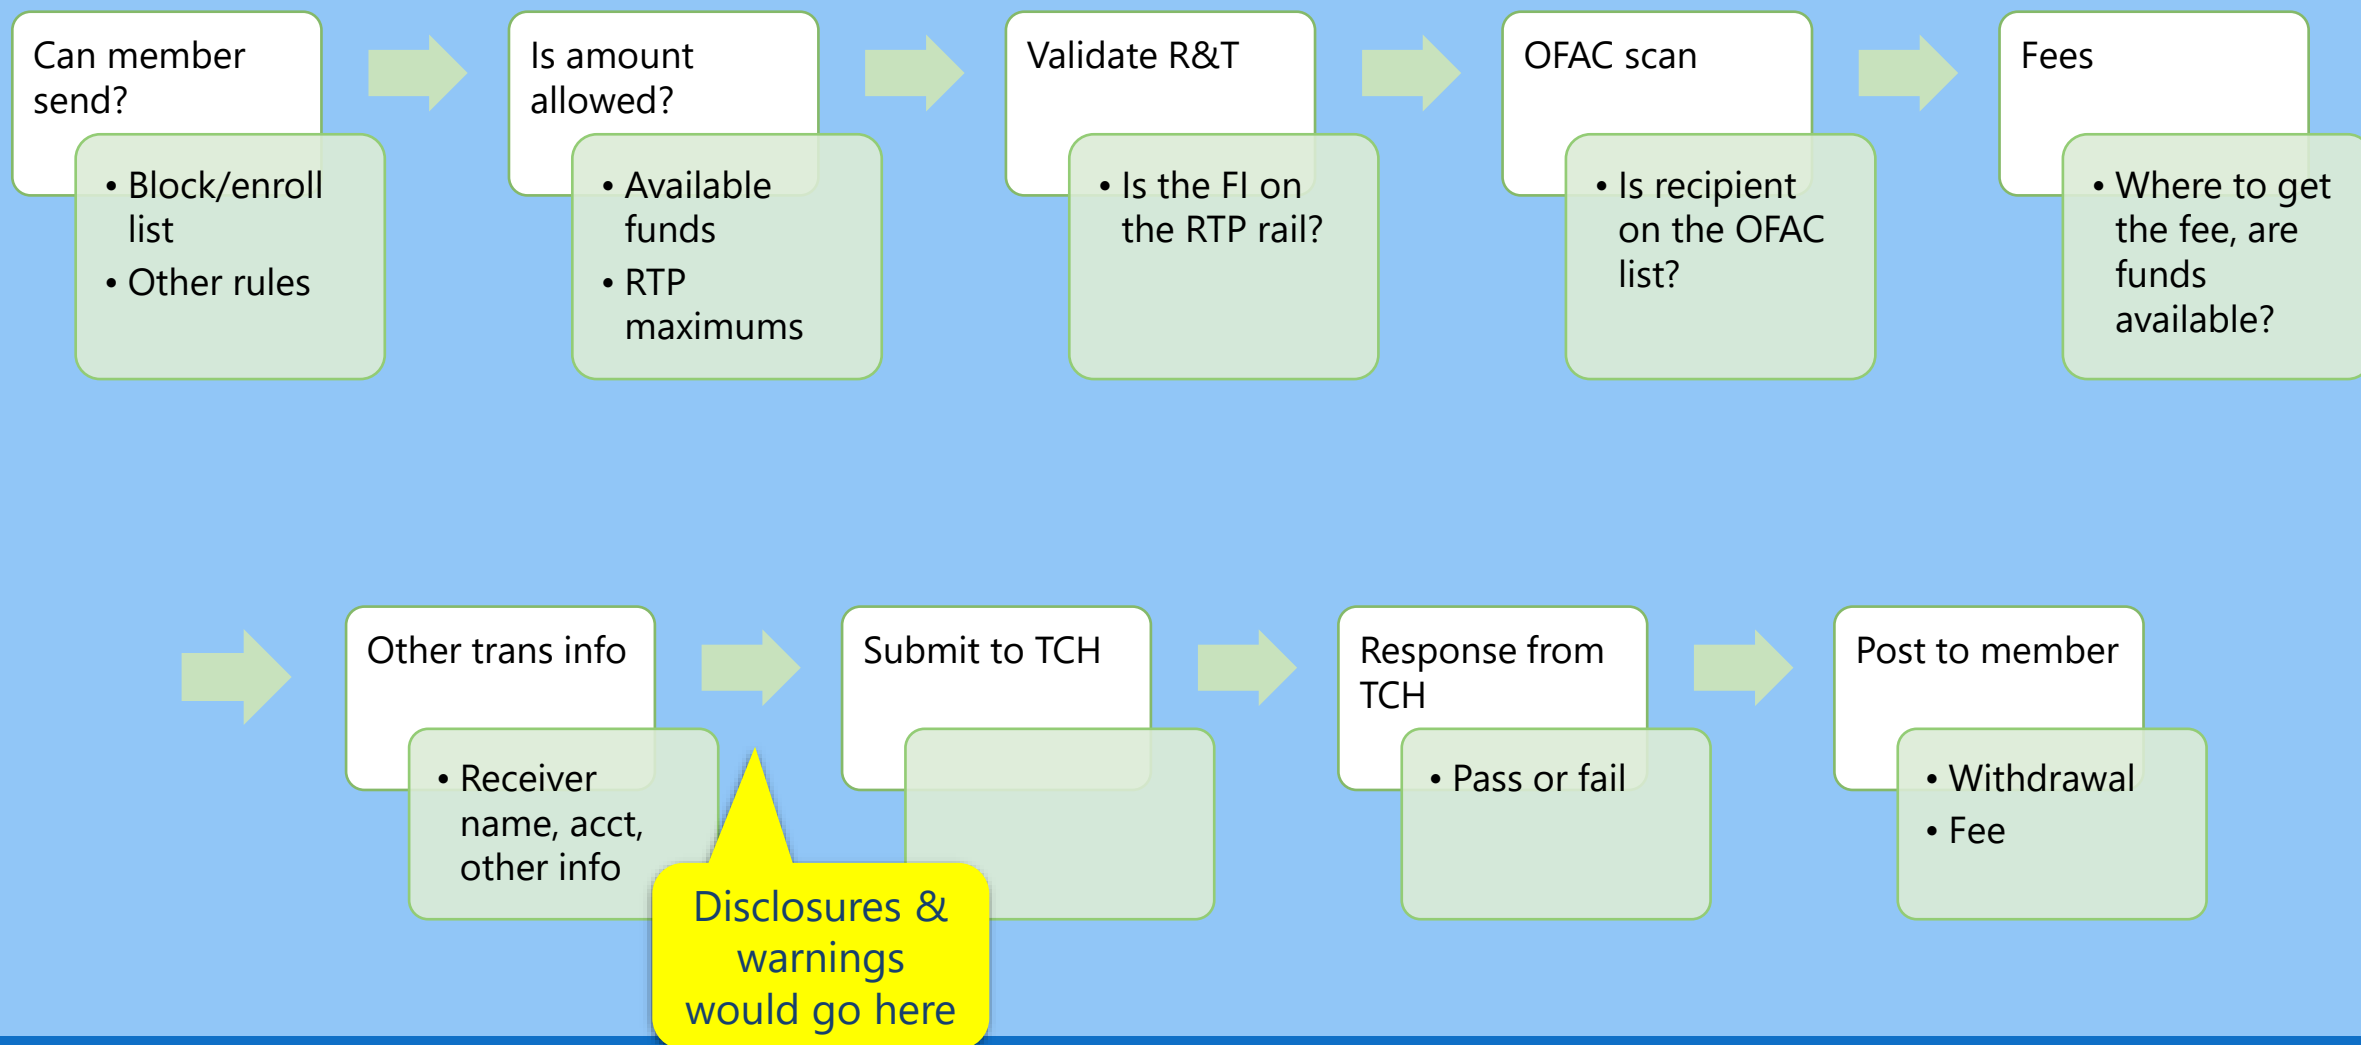 Can member
send?
• Block/enroll
list
• Other rules
Is amount
allowed?
• Available
funds
• RTP
maximums
Validate R&T
• Is the FI on
the RTP rail?
OFAC scan
• Is recipient
on the OFAC
list?
Fees
• Where to get
the fee, are
funds
available?
Other trans info
• Receiver
name, acct,
other info
Disclosures &
warnings
would go here
Submit to TCH
Response from
TCH
• Pass or fail
Post to member
• Withdrawal
• Fee